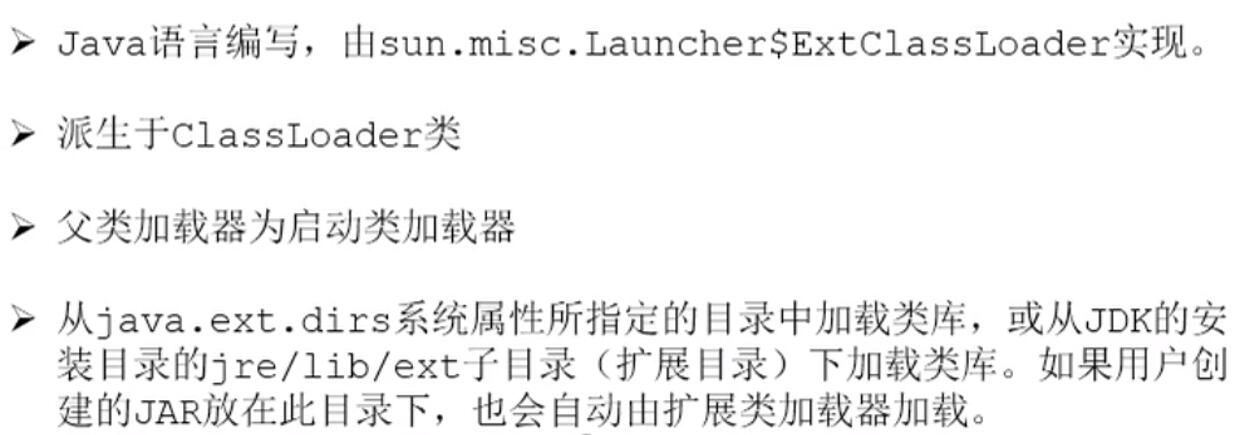 ➢ Java语言编写，由sun.misc.Launcher$ExtClassLoader实现。
➢ 派生于ClassLoader类
➢ 父类加载器为启动类加载器
➢ 从java.ext.dirs系统属性所指定的目录中加载类库，或从JDK的安
装目录的jre/lib/ext子目录（扩展目录）下加载类库。如果用户创
建的JAR放在此目录下，也会自动由扩展类加载器加载。